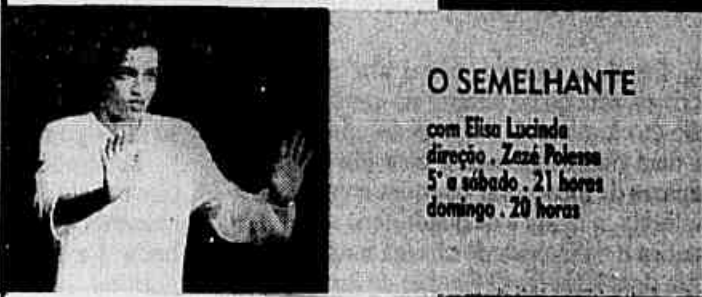 O SEMELHANTE
com Elisa Lucinda
direção . Zezé Polessa
5ª a sábado . 21 horas
domingo . 20 horas